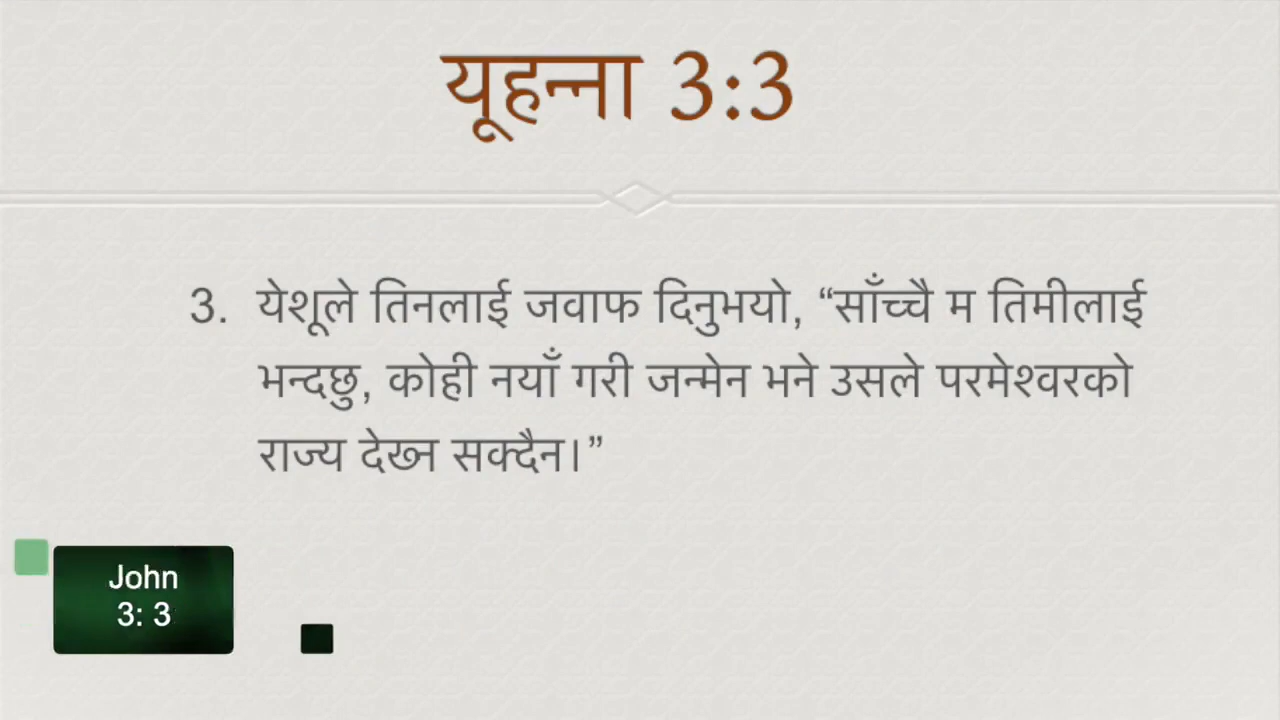 यूहन्ना 3:3
3. येशूले तिनलाई जवाफ दिनुभयो, “साँच्चै म तिमीलाई
भन्दछु, कोही नयाँ गरी जन्मेन भने उसले परमेश्वरको
राज्य देख्न सक्दैन।”
John
3: 3